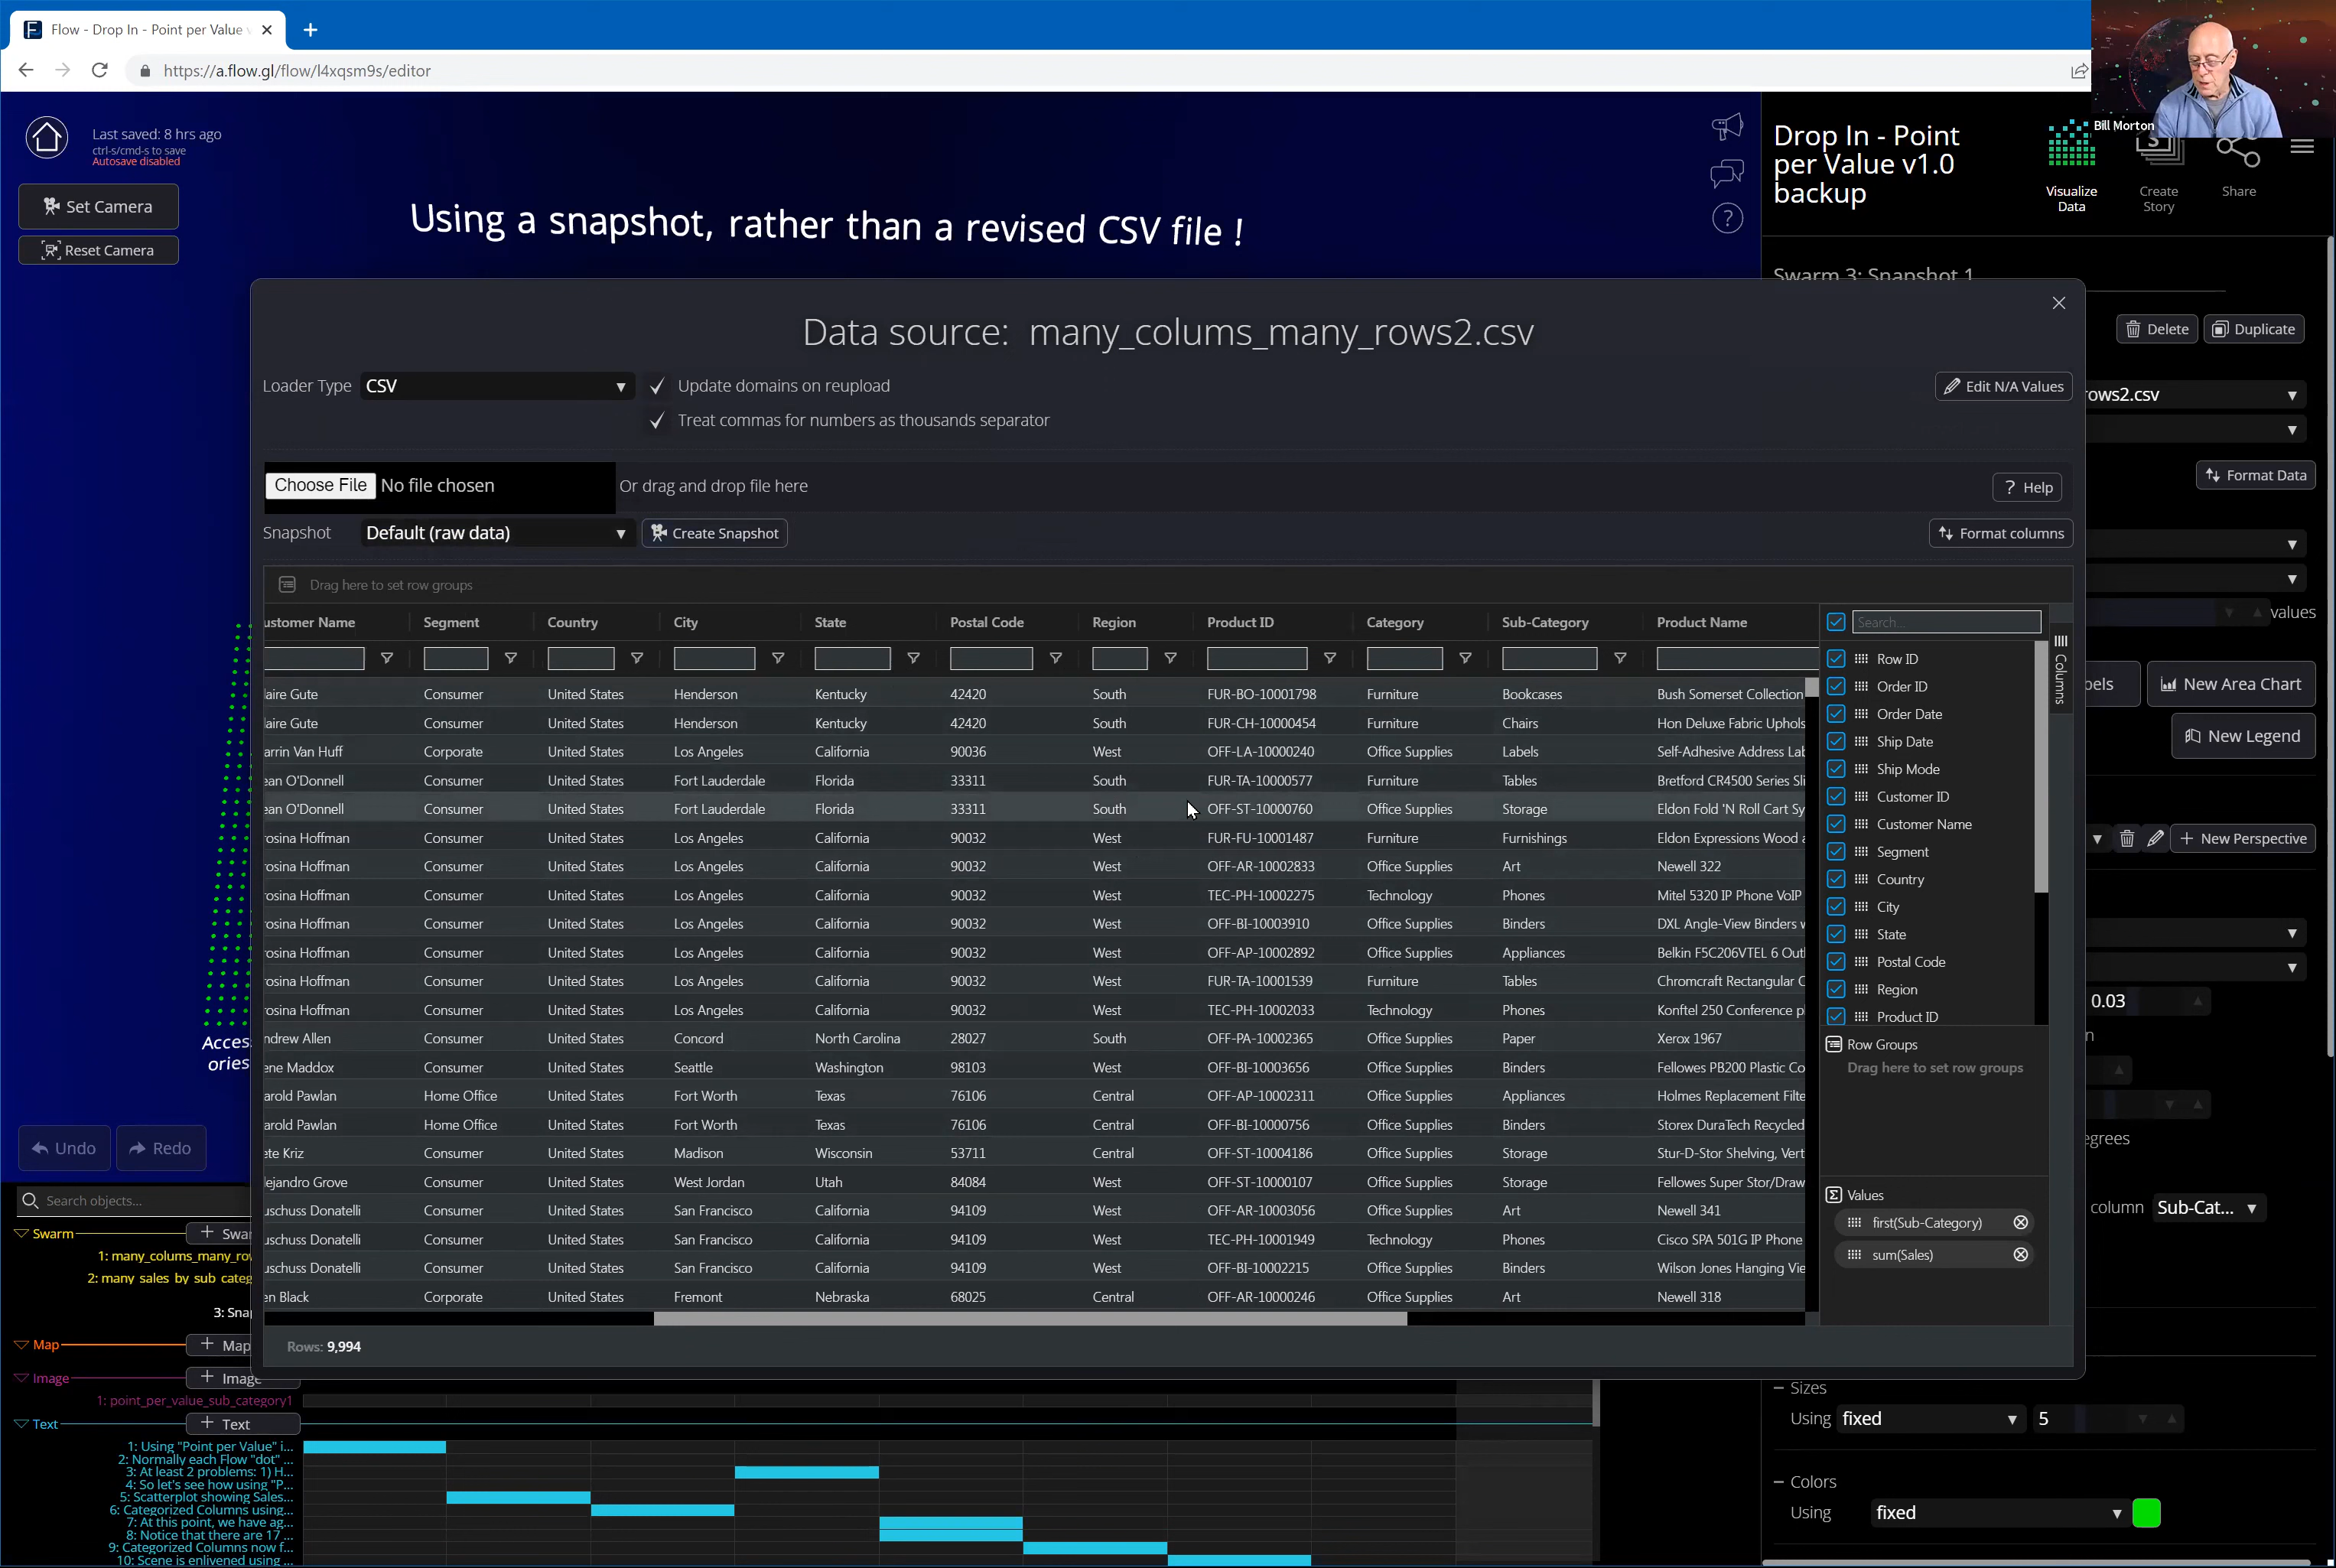 Flow - Drop In - Point per Value
https://a.flow.gl/flow/l4xqsm9s/editor
Bill Morton
Last saved: 8 hrs ago
ctrl-s/cmd-s to save
Autosave disabled
Set Camera
Reset Camera
Using a snapshot, rather than a revised CSV file !
Drop In - Point
per Value v1.0
backup
Visualize
Data
Create
Story
Share
Swarm 3: Snapshot 1
Delete
Duplicate
Data source: many_colums_many_rows2.csv
Loader Type CSV
Update domains on reupload
Edit N/A Values
Treat commas for numbers as thousands separator
ows2.csv
Format Data
Choose File No file chosen
Or drag and drop file here
? Help
Snapshot Default (raw data) Create Snapshot
Format columns
Drag here to set row groups
values
ustomer Name Segment Country City State Postal Code Region Product ID Category Sub-Category Product Name
aire Gute Consumer United States Henderson Kentucky 42420 South FUR-BO-10001798 Furniture Bookcases Bush Somerset Collection
aire Gute Consumer United States Henderson Kentucky 42420 South FUR-CH-10000454 Furniture Chairs Hon Deluxe Fabric Uphols
arrin Van Huff Corporate United States Los Angeles California 90036 West OFF-LA-10000240 Office Supplies Labels Self-Adhesive Address Lab
ean O'Donnell Consumer United States Fort Lauderdale Florida 33311 South FUR-TA-10000577 Furniture Tables Bretford CR4500 Series Sli
ean O'Donnell Consumer United States Fort Lauderdale Florida 33311 South OFF-ST-10000760 Office Supplies Storage Eldon Fold 'N Roll Cart Sy
rosina Hoffman Consumer United States Los Angeles California 90032 West FUR-FU-10001487 Furniture Furnishings Eldon Expressions Wood a
rosina Hoffman Consumer United States Los Angeles California 90032 West OFF-AR-10002833 Office Supplies Art Newell 322
rosina Hoffman Consumer United States Los Angeles California 90032 West TEC-PH-10002275 Technology Phones Mitel 5320 IP Phone VoIP
rosina Hoffman Consumer United States Los Angeles California 90032 West OFF-BI-10003910 Office Supplies Binders DXL Angle-View Binders w
rosina Hoffman Consumer United States Los Angeles California 90032 West OFF-AP-10002892 Office Supplies Appliances Belkin F5C206VTEL 6 Outl
rosina Hoffman Consumer United States Los Angeles California 90032 West FUR-TA-10001539 Furniture Tables Chromcraft Rectangular C
rosina Hoffman Consumer United States Los Angeles California 90032 West TEC-PH-10002033 Technology Phones Konftel 250 Conference p
ndrew Allen Consumer United States Concord North Carolina 28027 South OFF-PA-10002365 Office Supplies Paper Xerox 1967
ene Maddox Consumer United States Seattle Washington 98103 West OFF-BI-10003656 Office Supplies Binders Fellowes PB200 Plastic Co
arold Pawlan Home Office United States Fort Worth Texas 76106 Central OFF-AP-10002311 Office Supplies Appliances Holmes Replacement Filte
arold Pawlan Home Office United States Fort Worth Texas 76106 Central OFF-BI-10000756 Office Supplies Binders Storex DuraTech Recycled
ete Kriz Consumer United States Madison Wisconsin 53711 Central OFF-ST-10004186 Office Supplies Storage Stur-D-Stor Shelving, Vert
lejandro Grove Consumer United States West Jordan Utah 84084 West OFF-ST-10000107 Office Supplies Storage Fellowes Super Stor/Draw
uschuss Donatelli Consumer United States San Francisco California 94109 West OFF-AR-10003056 Office Supplies Art Newell 341
uschuss Donatelli Consumer United States San Francisco California 94109 West TEC-PH-10001949 Technology Phones Cisco SPA 501G IP Phone
uschuss Donatelli Consumer United States San Francisco California 94109 West OFF-BI-10002215 Office Supplies Binders Wilson Jones Hanging Vie
en Black Corporate United States Fremont Nebraska 68025 Central OFF-AR-10000246 Office Supplies Art Newell 318
Rows: 9,994
Search...
Row ID
Order ID
Order Date
Ship Date
Ship Mode
Customer ID
Customer Name
Segment
Country
City
State
Postal Code
Region
Product ID
Columns
Row Groups
Drag here to set row groups
Values
first(Sub-Category)
sum(Sales)
bels
New Area Chart
New Legend
New Perspective
0.03
n
egrees
column Sub-Cat...
Acces
ories
Undo
Redo
Search objects...
Swarm + Swar
1: many_colums_many_ro
2: many sales by sub categ
3: Snap
Map + Map
Image + Image
1: point_per_value_sub_category1
Text + Text
1: Using "Point per Value" i...
2: Normally each Flow "dot" ...
3: At least 2 problems: 1) H...
4: So let's see how using "P...
5: Scatterplot showing Sales...
6: Categorized Columns using...
7: At this point, we have ag...
8: Notice that there are 17 ...
9: Categorized Columns now f...
10: Scene is enlivened using ...
Sizes
Using fixed 5
Colors
Using fixed